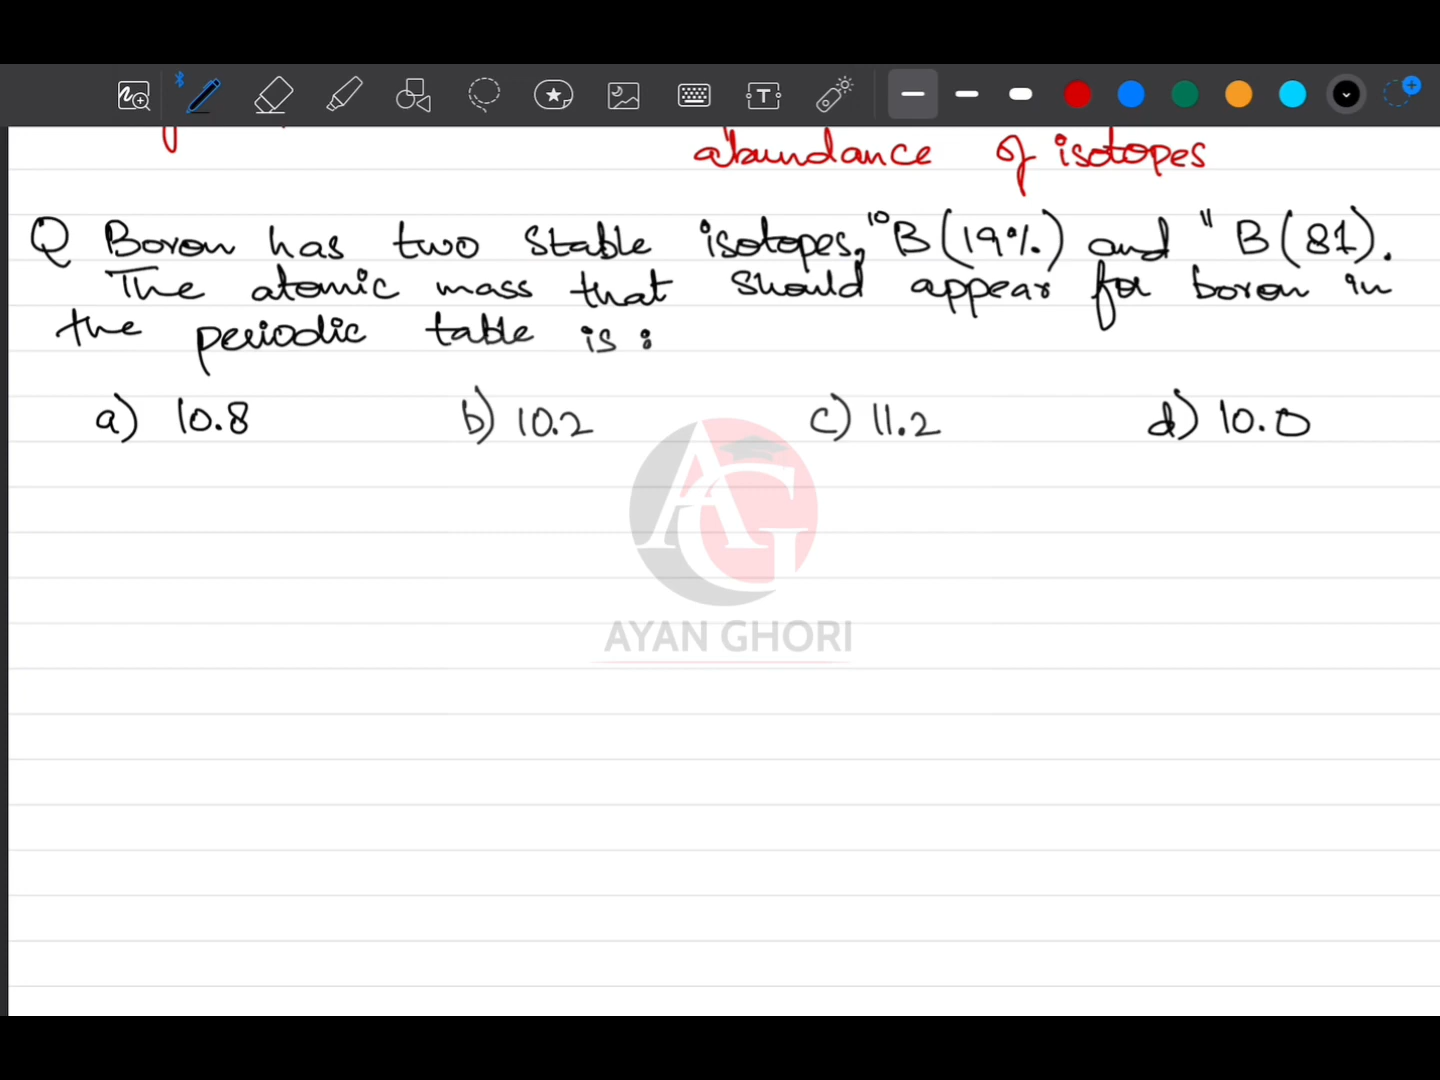 abundance of isotopes
Q Boron has two stable isotopes, ¹⁰B (19%) and ¹¹B (81).
The atomic mass that should appear for boron in
the periodic table is:
a) 10.8 b) 10.2 c) 11.2 d) 10.0
AG
AYAN GHORI